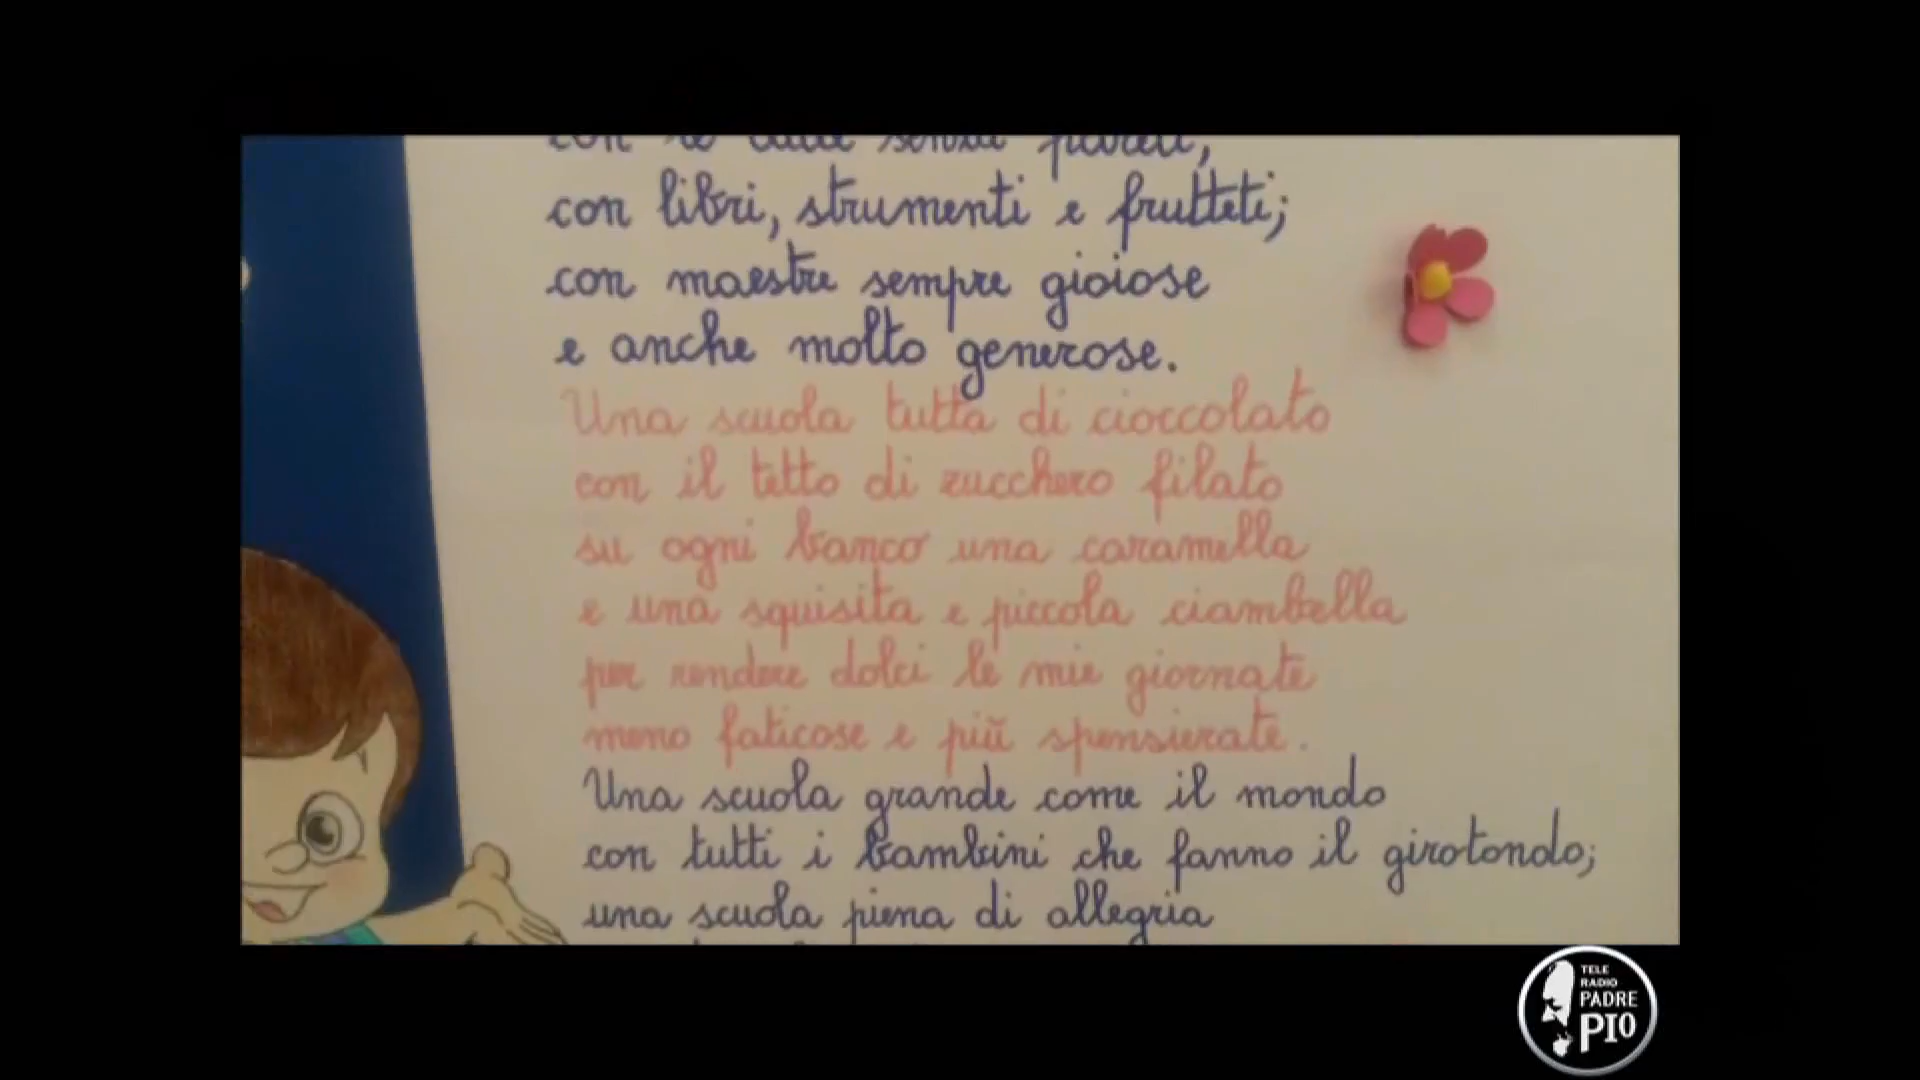 con senza pareti,
con libri, strumenti e frutteti;
con maestre sempre gioiose
e anche molto generose.
Una scuola tutta di cioccolato
con il tetto di zucchero filato
su ogni banco una caramella
e una squisita e piccola ciambella
per rendere dolci le mie giornate
meno faticose e più spensierate.
Una scuola grande come il mondo
con tutti i bambini che fanno il girotondo;
una scuola piena di allegria
TELE
RADIO
PADRE
PIO